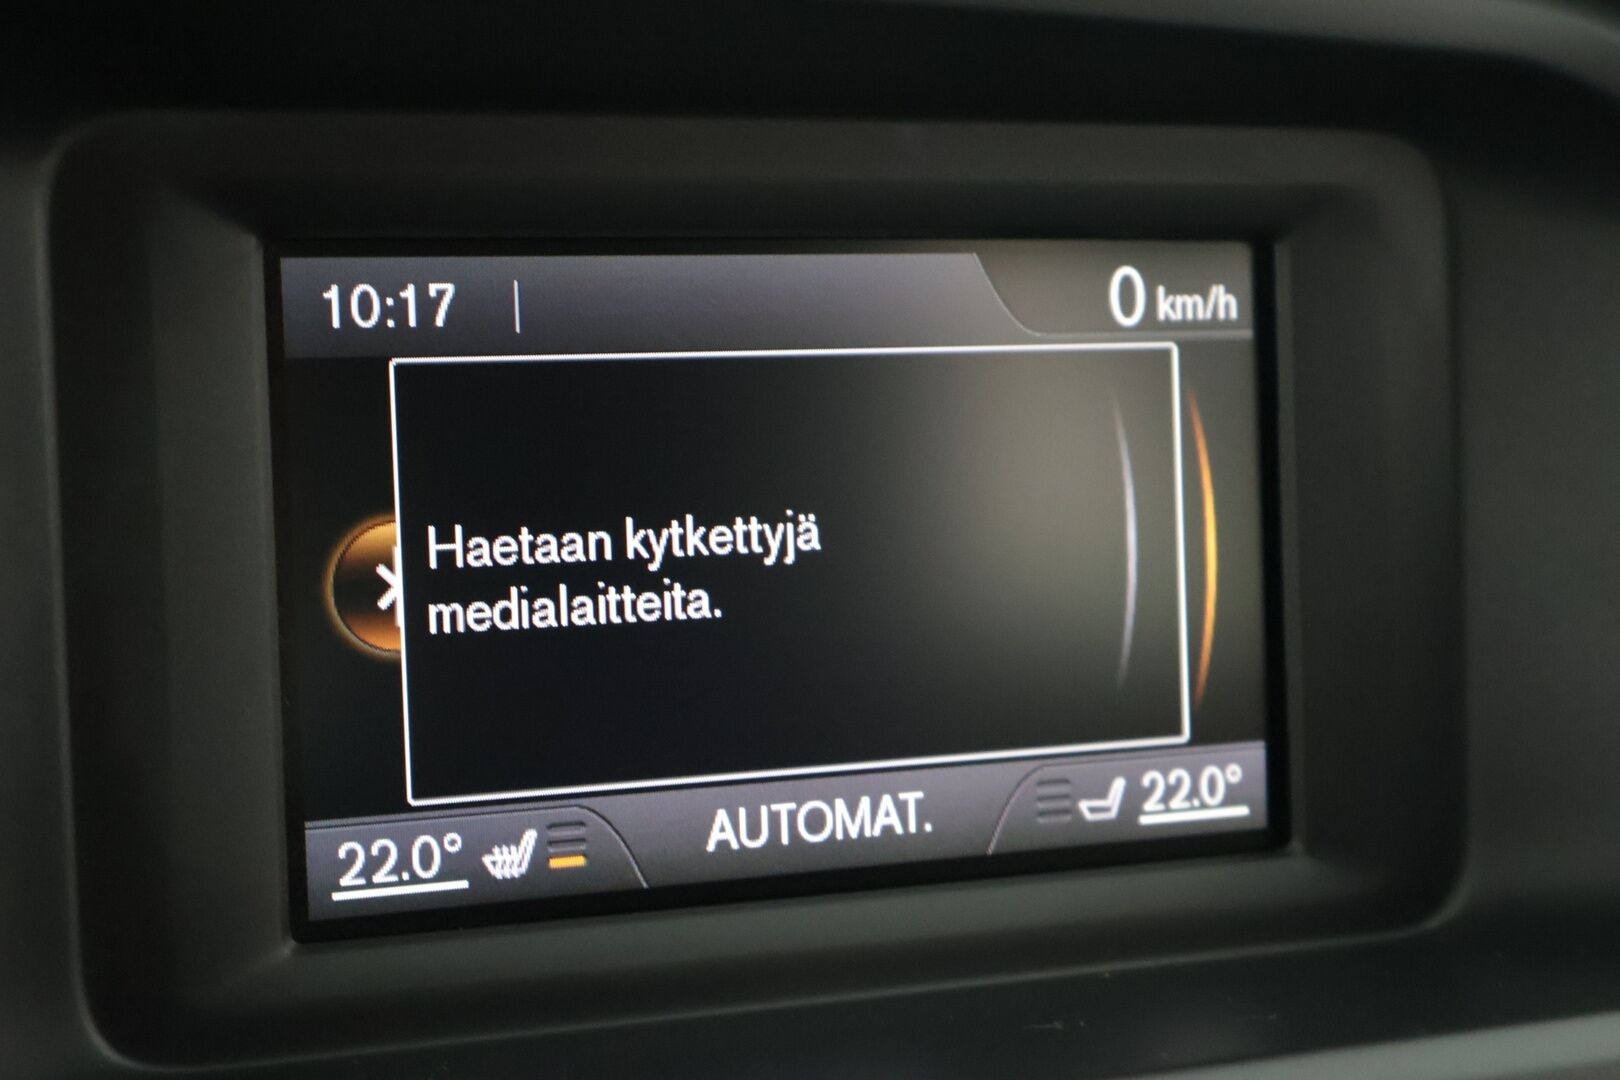 10:17
0 km/h
Haetaan kytkettyjä
medialaitteita.
22.0°
AUTOMAT.
22.0°